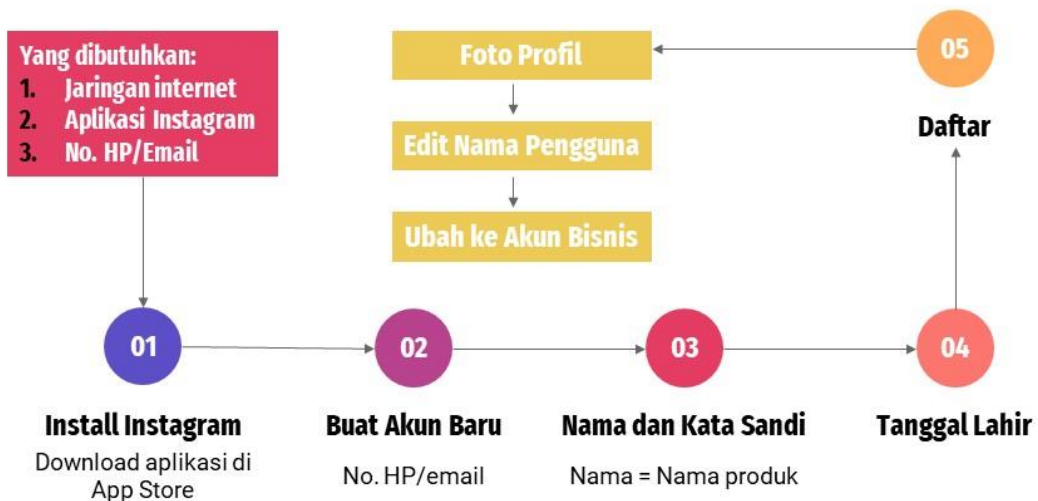 Yang dibutuhkan:
1. Jaringan internet
2. Aplikasi Instagram
3. No. HP/Email
01
Install Instagram
Download aplikasi di
App Store
02
Buat Akun Baru
No. HP/email
03
Nama dan Kata Sandi
Nama = Nama produk
04
Tanggal Lahir
05
Daftar
Foto Profil
Edit Nama Pengguna
Ubah ke Akun Bisnis